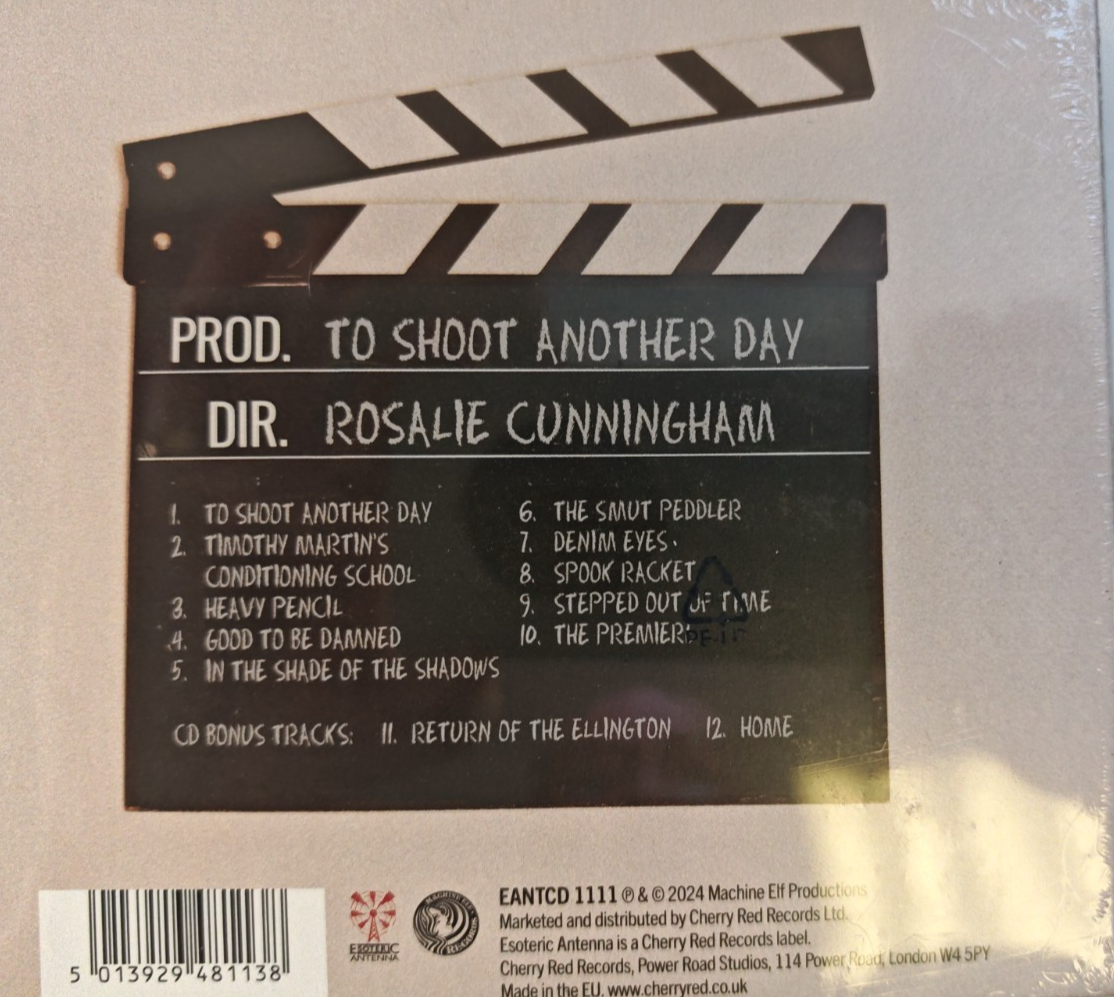 PROD. TO SHOOT ANOTHER DAY
DIR. ROSALIE CUNNINGHAM
1. TO SHOOT ANOTHER DAY
2. TIMOTHY MARTIN'S
CONDITIONING SCHOOL
3. HEAVY PENCIL
4. GOOD TO BE DAMNED
5. IN THE SHADE OF THE SHADOWS
6. THE SMUT PEDDLER
7. DENIM EYES
8. SPOOK RACKET
9. STEPPED OUT OF TIME
10. THE PREMIERE
CD BONUS TRACKS: 11. RETURN OF THE ELLINGTON 12. HOME
5 013929 481138
ESOTERIC
ANTENNA
EANTCD 1111 ℗ & © 2024 Machine Elf Productions
Marketed and distributed by Cherry Red Records Ltd.
Esoteric Antenna is a Cherry Red Records label.
Cherry Red Records, Power Road Studios, 114 Power Road, London W4 5PY
Made in the EU. www.cherryred.co.uk